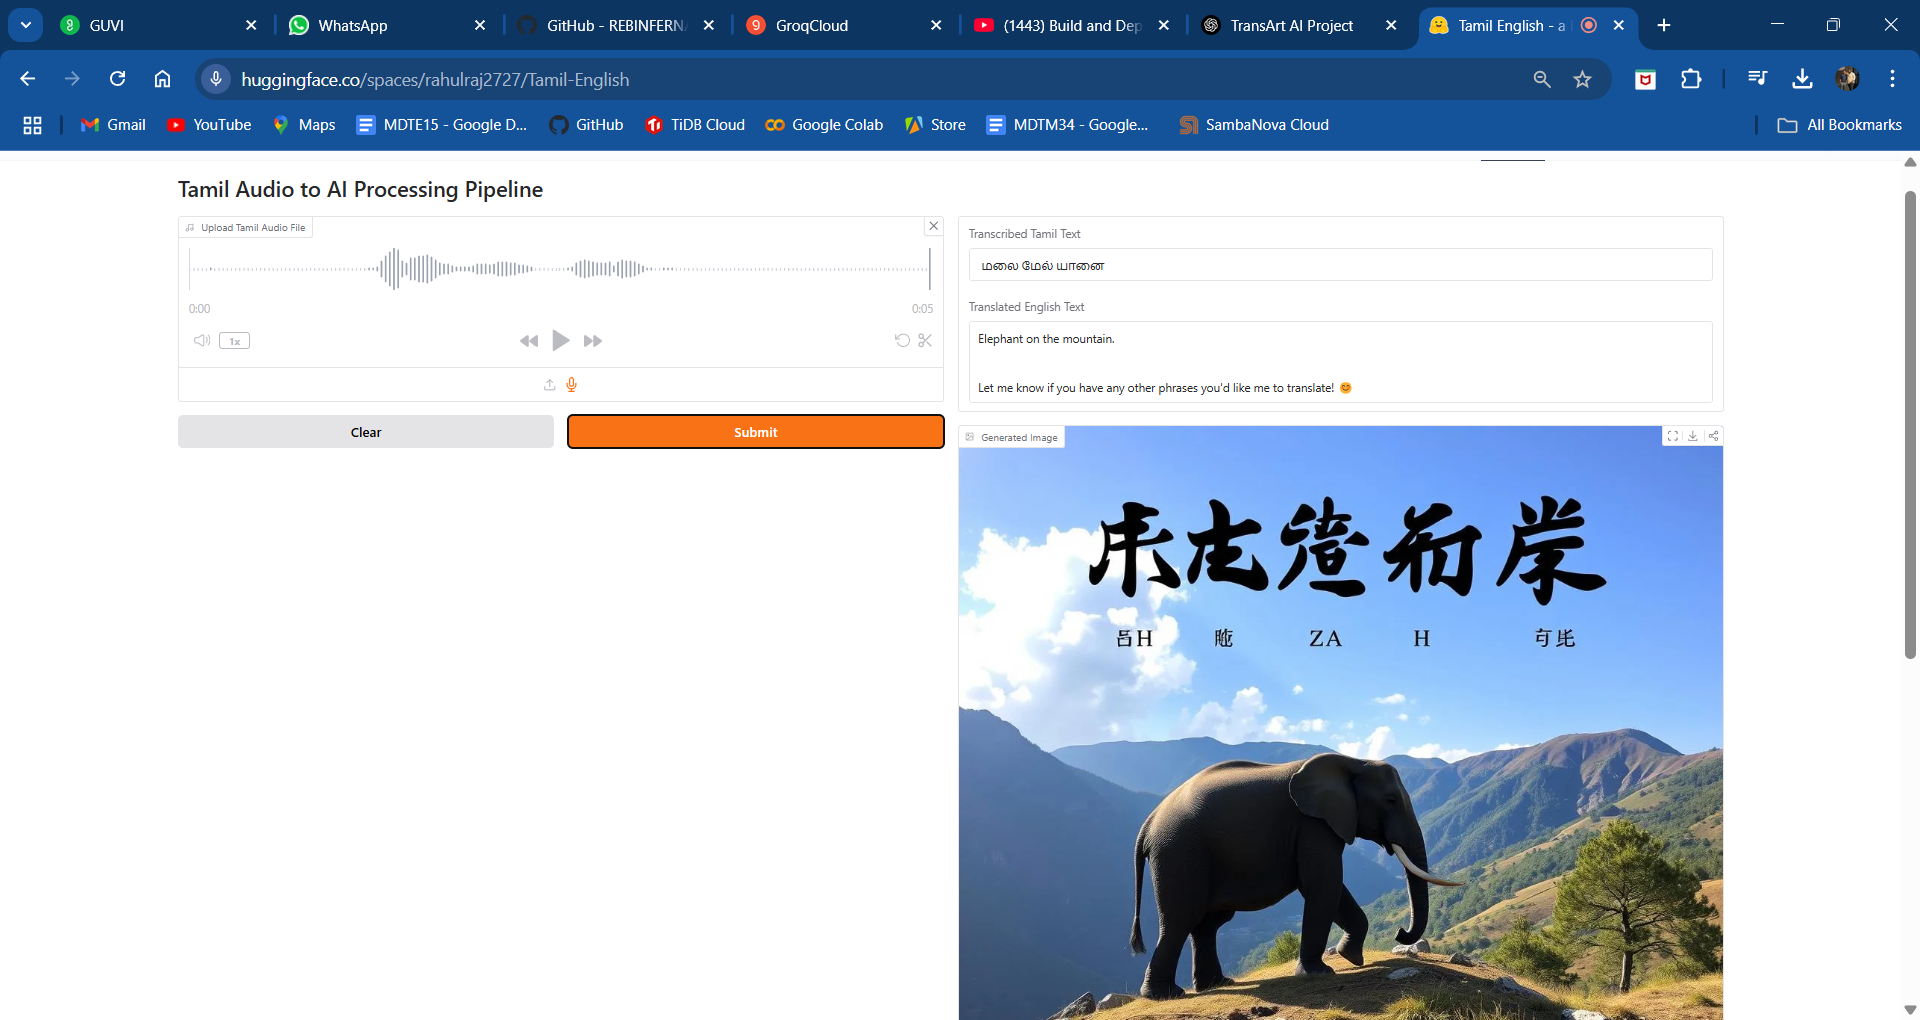 GUVI
WhatsApp
GitHub - REBINFERN
GroqCloud
(1443) Build and Dep
TransArt AI Project
Tamil English - a
huggingface.co/spaces/rahulraj2727/Tamil-English
Gmail
YouTube
Maps
MDTE15 - Google D...
GitHub
TiDB Cloud
Google Colab
Store
MDTM34 - Google...
SambaNova Cloud
All Bookmarks
Tamil Audio to AI Processing Pipeline
Upload Tamil Audio File
0:00
0:05
1x
Clear
Submit
Transcribed Tamil Text
மலை மேல் யானை
Translated English Text
Elephant on the mountain.
Let me know if you have any other phrases you'd like me to translate! 😊
Generated Image
H ZA H